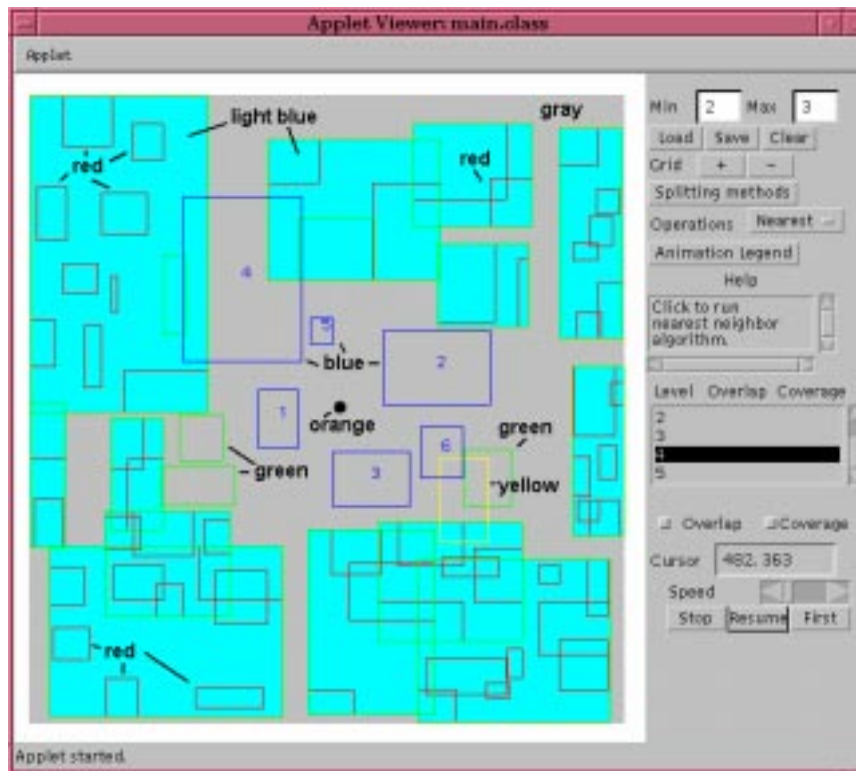 Applet Viewer: main.class
Applet
light blue
gray
red
red
4
5
blue
2
1
orange
green
6
green
3
yellow
red
Min 2 Max 3
Load Save Clear
Grid + -
Splitting methods
Operations Nearest
Animation Legend
Help
Click to run
nearest neighbor
algorithm.
Level Overlap Coverage
2
3
4
5
Overlap Coverage
Cursor 482, 363
Speed
Stop Resume First
Applet started.